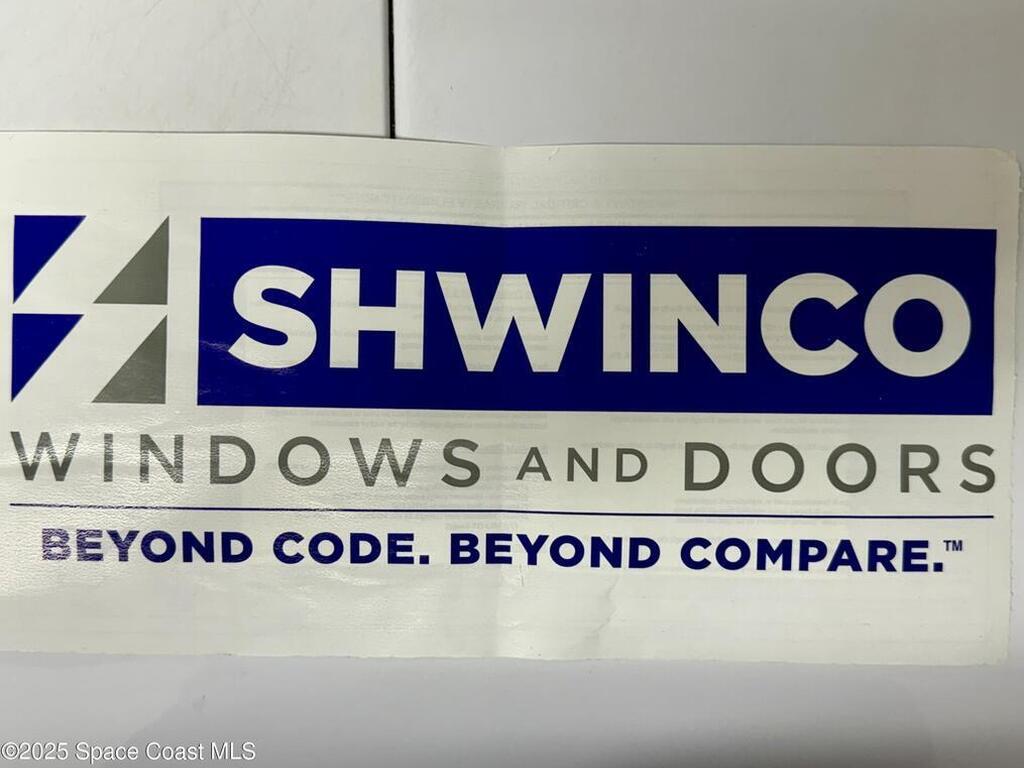 SHWINCO
WINDOWS AND DOORS
BEYOND CODE. BEYOND COMPARE.™
©2025 Space Coast MLS